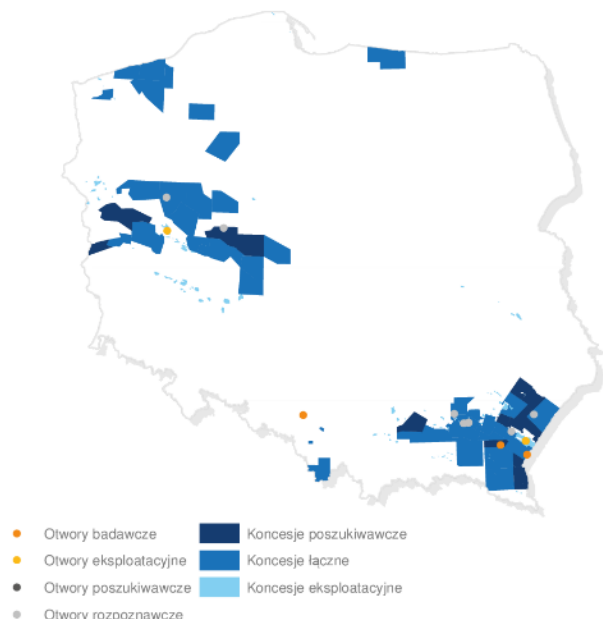 Otwory badawcze
Koncesje poszukiwawcze
Otwory eksploatacyjne
Koncesje łączne
Otwory poszukiwawcze
Koncesje eksploatacyjne
Otwory rozpoznawcze